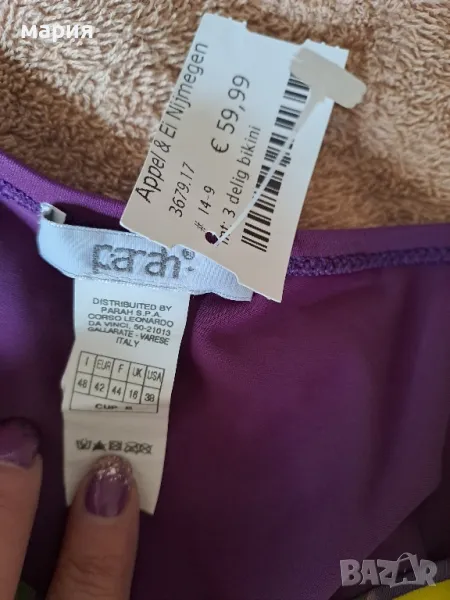 мария
Appel & Ei Nijmegen
3679.17
€ 59,99
14-9
3 delig bikini
parah
DISTRIBUTED BY
PARAH S.P.A.
CORSO LEONARDO
DA VINCI, 50-21013
GALLARATE - VARESE
ITALY
I EUR F UK USA
48 42 44 16 38
CUP B
BAZAR